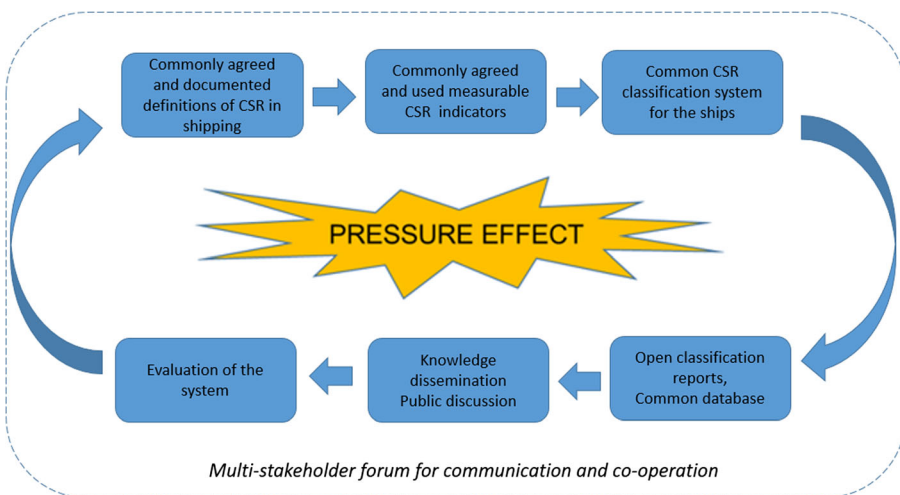 Commonly agreed
and documented
definitions of CSR in
shipping
Commonly agreed
and used measurable
CSR indicators
Common CSR
classification system
for the ships
PRESSURE EFFECT
Evaluation of the
system
Knowledge
dissemination
Public discussion
Open classification
reports,
Common database
Multi-stakeholder forum for communication and co-operation